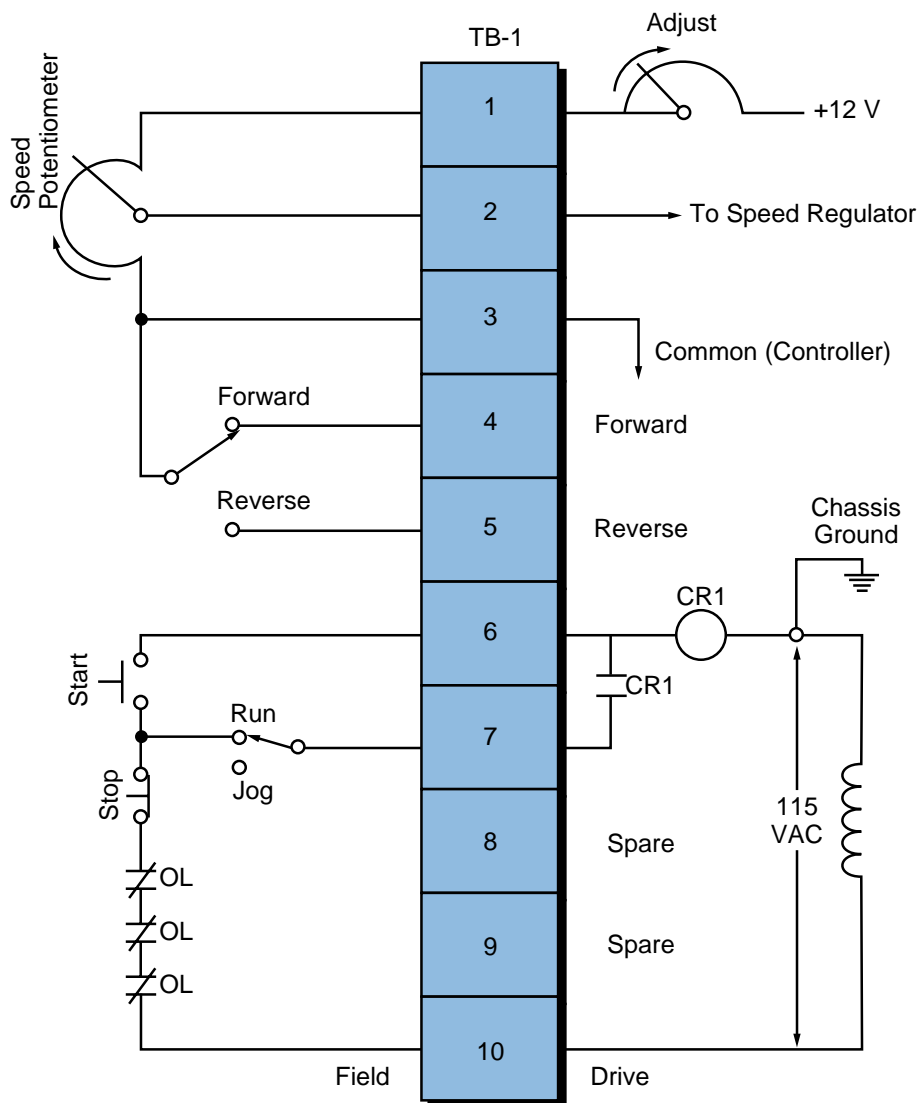 TB-1
Adjust
1
+12 V
Speed
Potentiometer
2
To Speed Regulator
3
Common (Controller)
Forward
4
Forward
Reverse
5
Reverse
Chassis
Ground
6
CR1
Start
CR1
Run
7
Stop
Jog
8
Spare
115
VAC
OL
OL
9
Spare
OL
10
Field
Drive